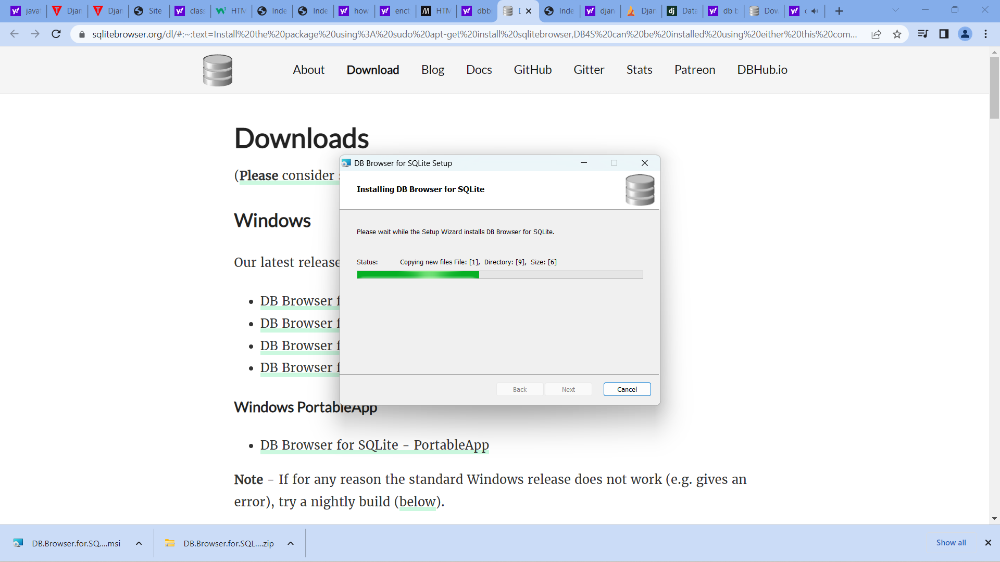 java
Djan
Djan
Site
class
HTM
Inde
Inde
how
enct
HTM
dbb
D
Inde
djan
Djan
Data
db b
Dow
sqlitebrowser.org/dl/#:~:text=Install%20the%20package%20using%3A%20sudo%20apt-get%20install%20sqlitebrowser,DB4S%20can%20be%20installed%20using%20either%20this%20com...
About Download Blog Docs GitHub Gitter Stats Patreon DBHub.io
Downloads
(Please consider
Windows
Our latest release
DB Browser f
DB Browser f
DB Browser f
DB Browser f
Windows PortableApp
DB Browser for SQLite - PortableApp
Note - If for any reason the standard Windows release does not work (e.g. gives an
error), try a nightly build (below).
DB Browser for SQLite Setup
Installing DB Browser for SQLite
Please wait while the Setup Wizard installs DB Browser for SQLite.
Status: Copying new files File: [1], Directory: [9], Size: [6]
Back Next Cancel
DB.Browser.for.SQ....msi
DB.Browser.for.SQL....zip
Show all